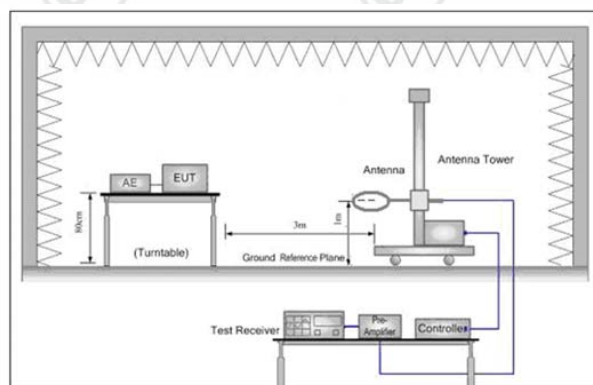 Antenna
Antenna Tower
AE
EUT
80cm
3m
1m
(Turntable)
Ground Reference Plane
Test Receiver
Pre-
Amplifier
Controller